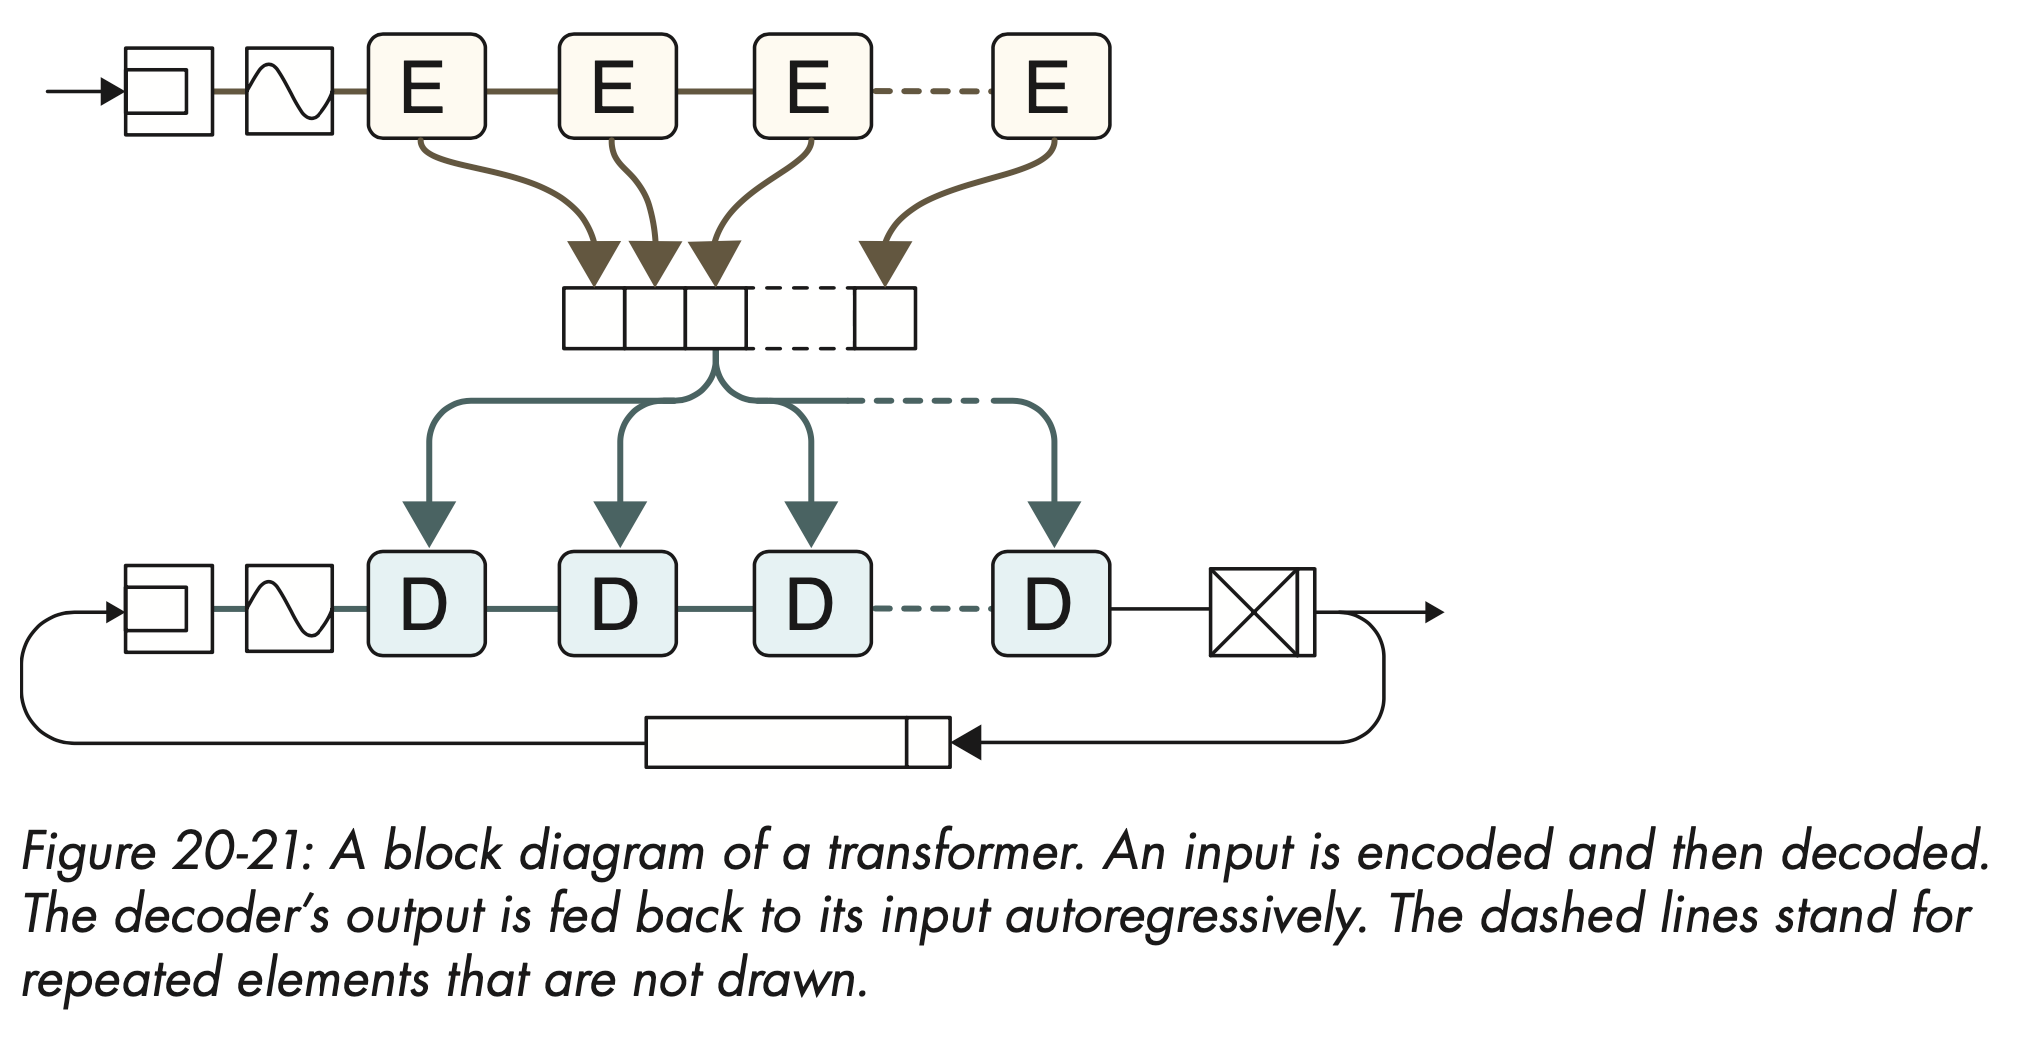 E E E E
D D D D
Figure 20-21: A block diagram of a transformer. An input is encoded and then decoded.
The decoder’s output is fed back to its input autoregressively. The dashed lines stand for
repeated elements that are not drawn.